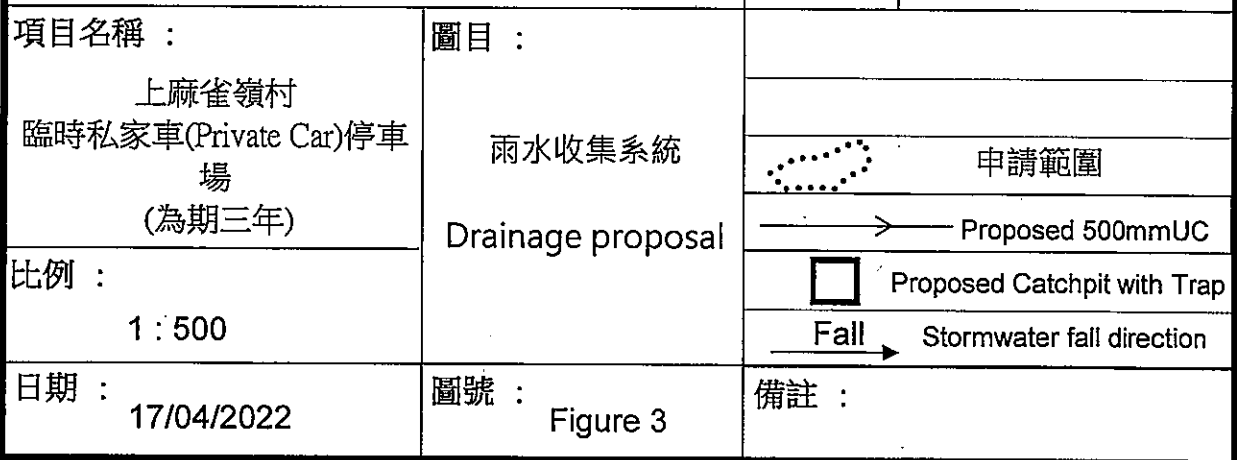 項目名稱 :
上麻雀嶺村
臨時私家車(Private Car)停車
場
(為期三年)
比例 :
1 : 500
日期 :
17/04/2022
圖目 :
雨水收集系統
Drainage proposal
圖號 :
Figure 3
申請範圍
Proposed 500mmUC
Proposed Catchpit with Trap
Fall
Stormwater fall direction
備註 :